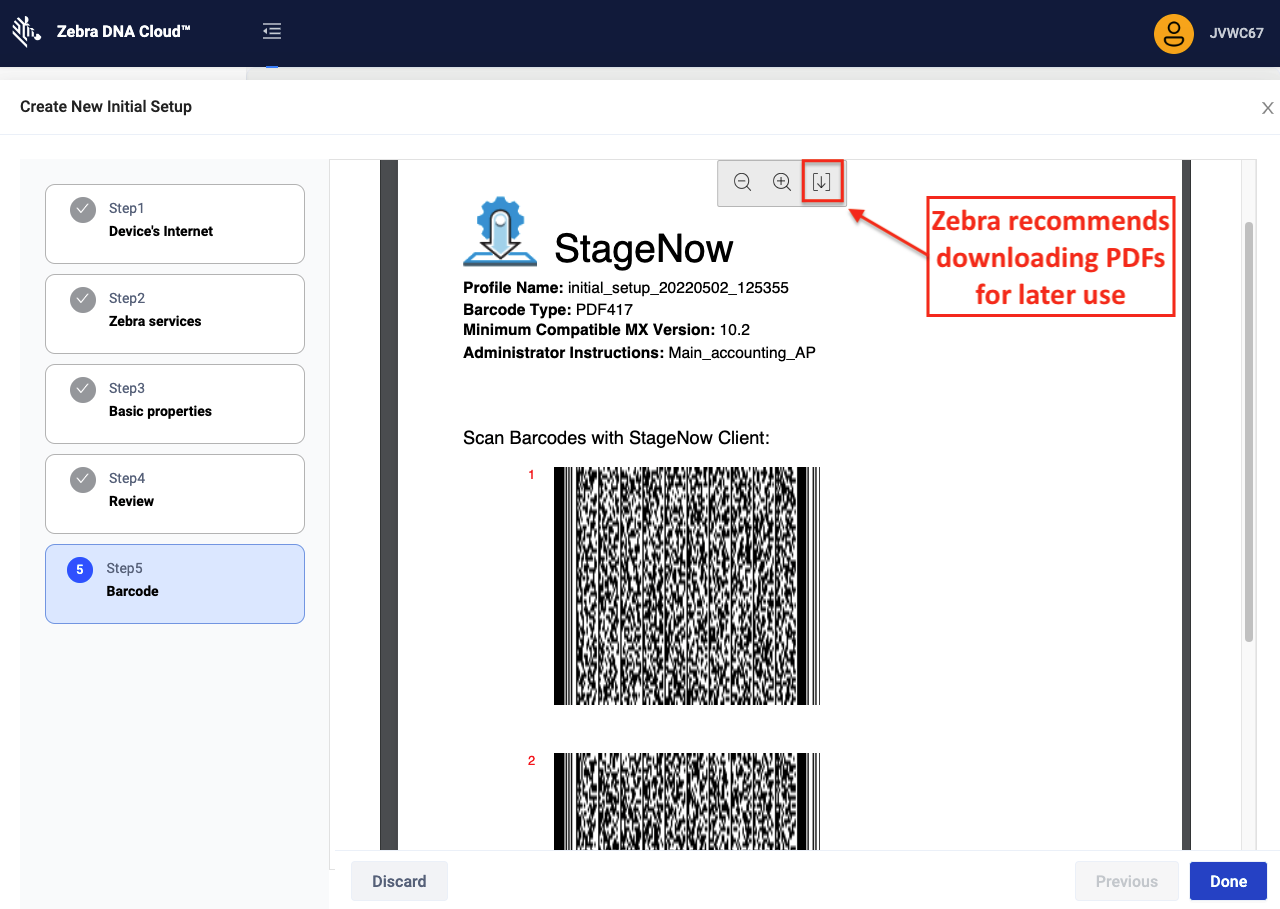 Zebra DNA Cloud™
JVWC67
Create New Initial Setup
Step1
Device's Internet
Step2
Zebra services
Step3
Basic properties
Step4
Review
5
Step5
Barcode
StageNow
Profile Name: initial_setup_20220502_125355
Barcode Type: PDF417
Minimum Compatible MX Version: 10.2
Administrator Instructions: Main_accounting_AP
Zebra recommends
downloading PDFs
for later use
Scan Barcodes with StageNow Client:
1
2
Discard
Previous
Done